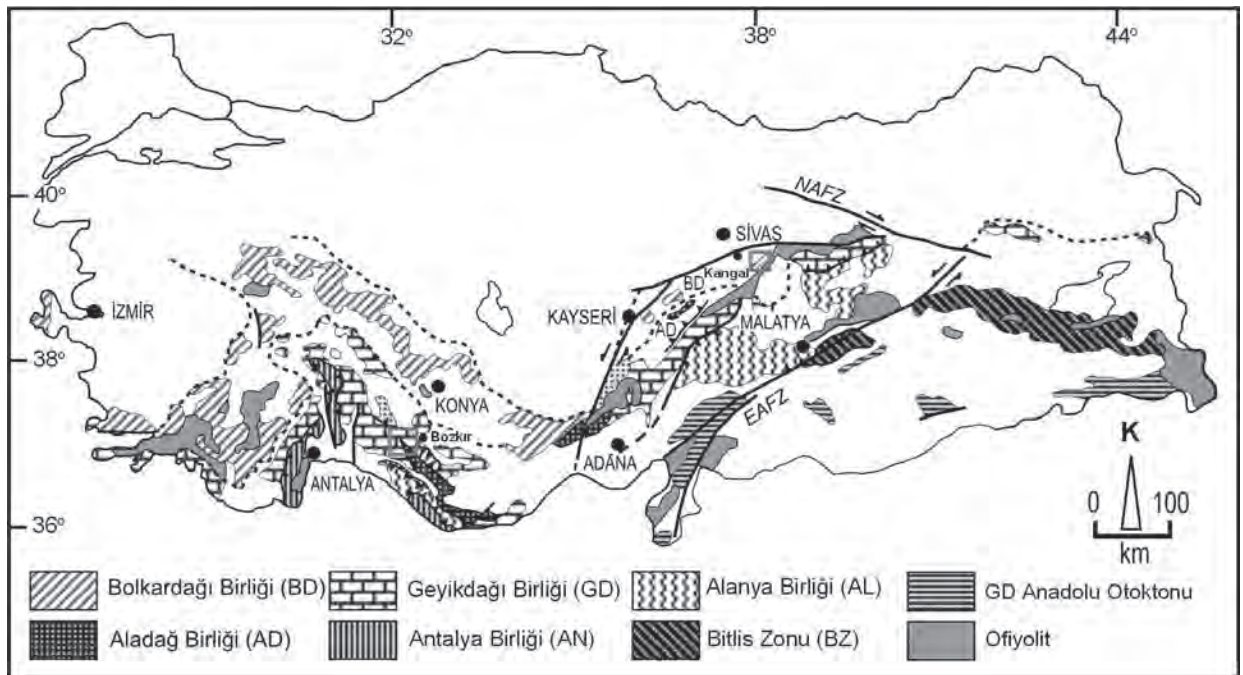 32º 38º 44º
40º
NAFZ
SİVAS
Kangal
BD
İZMİR
KAYSERİ
AD
MALATYA
38º
KONYA
EAFZ
Bozkır
K
ADANA
ANTALYA
0 100
km
36º
Bolkardağı Birliği (BD) Geyikdağı Birliği (GD) Alanya Birliği (AL) GD Anadolu Otoktonu
Aladağ Birliği (AD) Antalya Birliği (AN) Bitlis Zonu (BZ) Ofiyolit